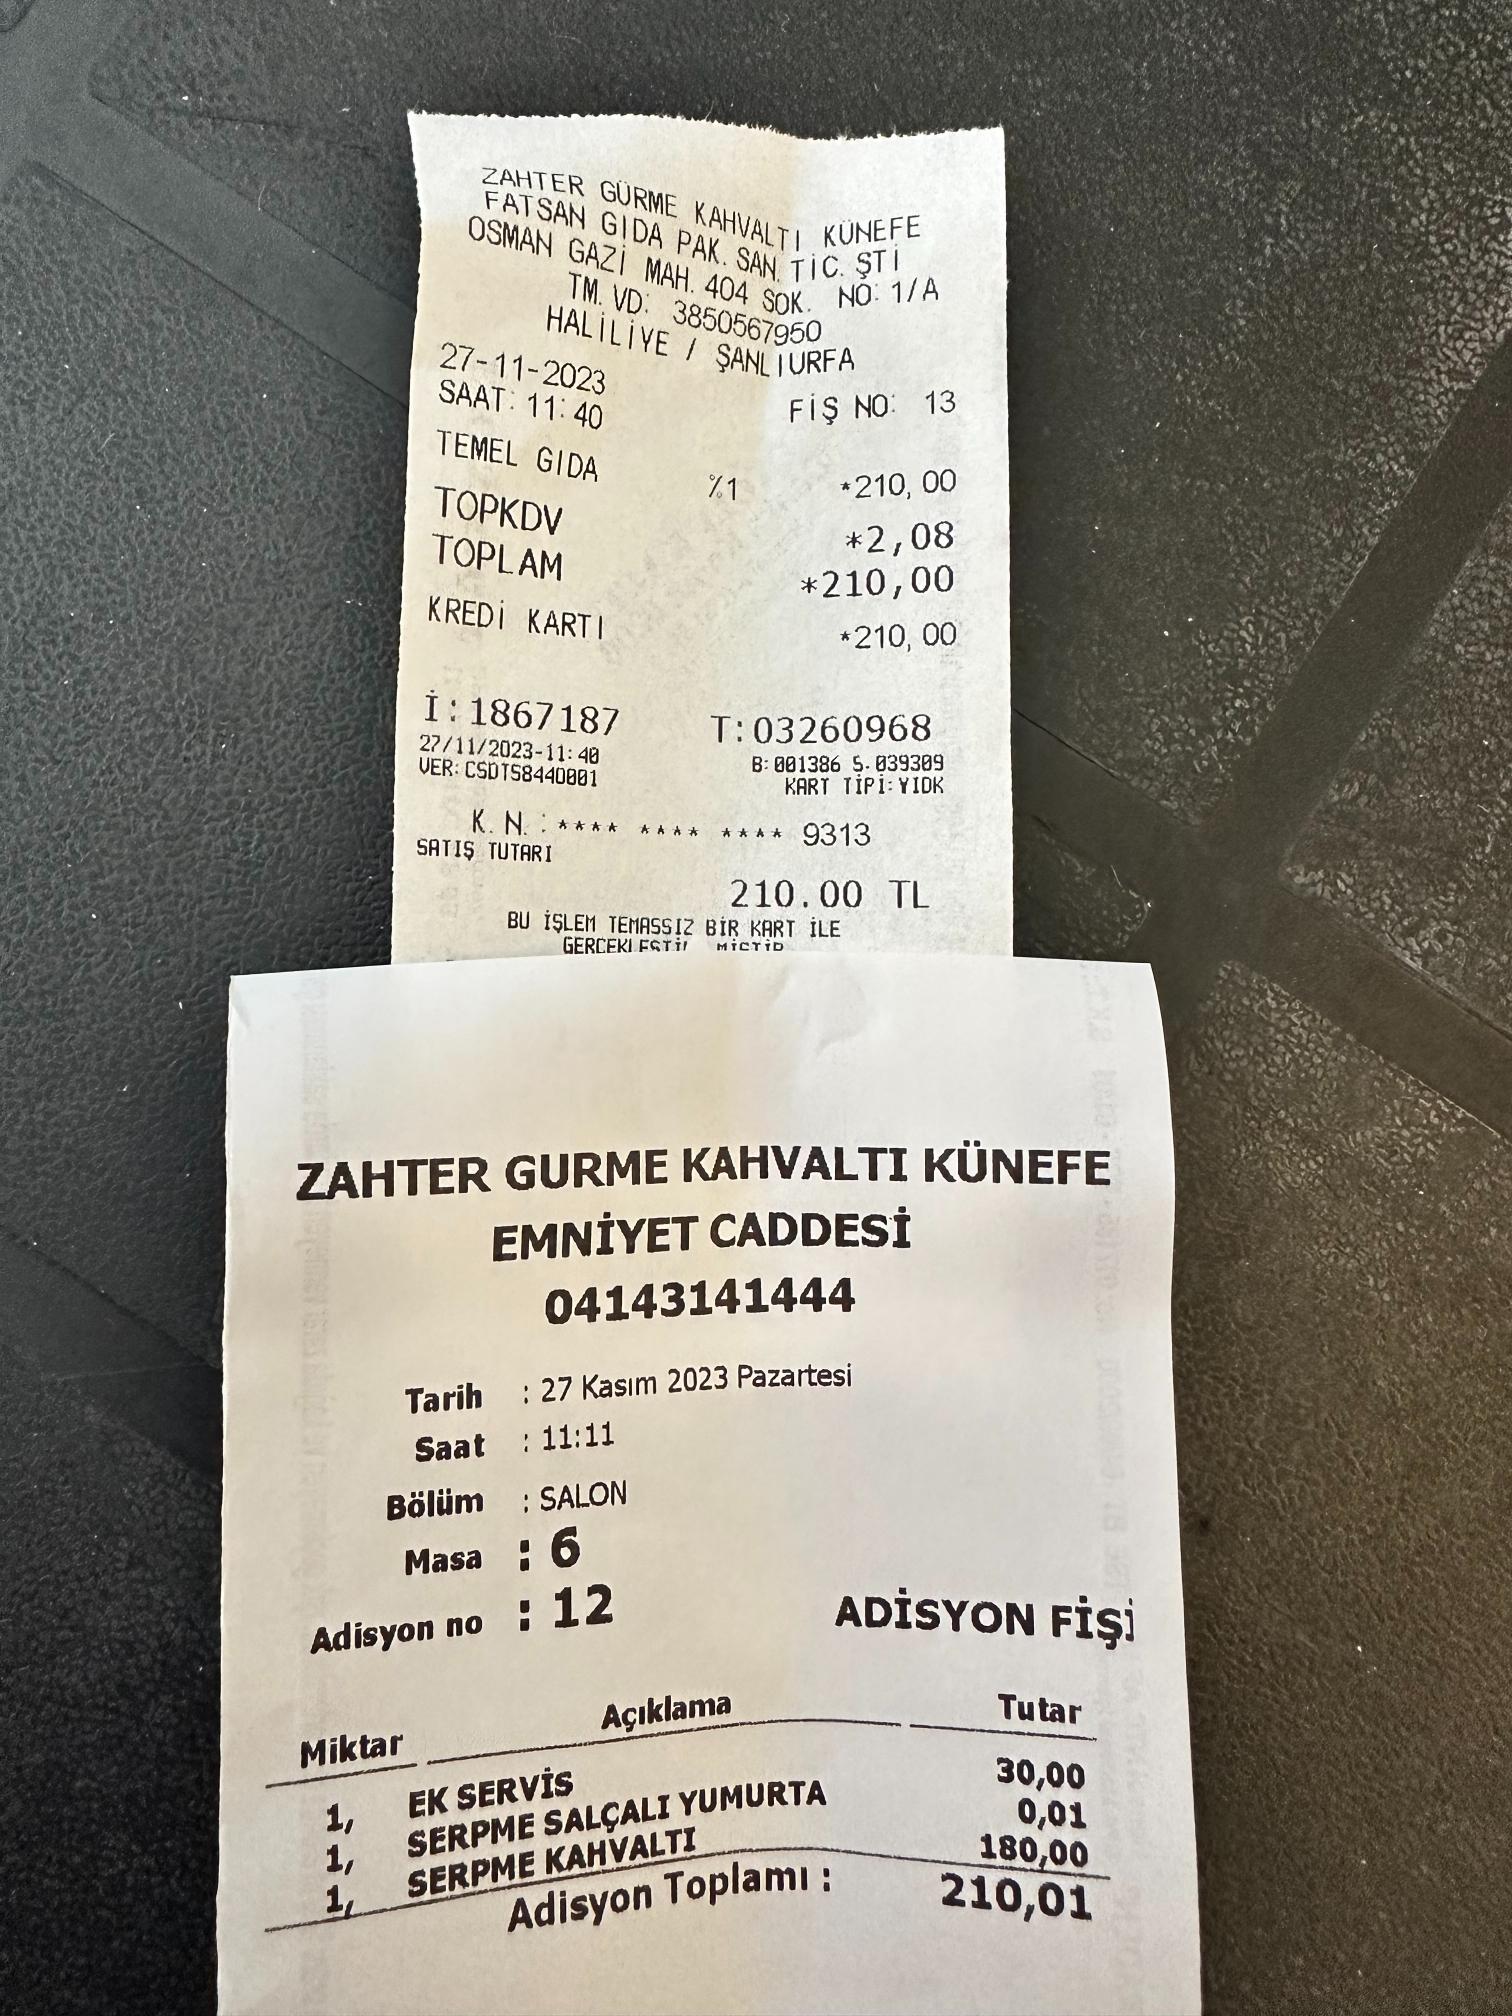 ZAHTER GÜRME KAHVALTI KÜNEFE
FATSAN GIDA PAK. SAN. TİC. ŞTİ
OSMAN GAZİ MAH. 404 SOK. NO: 1/A
TM. VD: 3850567950
HALİLİYE / ŞANLIURFA
27-11-2023
SAAT: 11:40 FİŞ NO: 13
TEMEL GIDA %1 *210,00
TOPKDV *2,08
TOPLAM *210,00
KREDİ KARTI *210,00
İ:1867187 T:03260968
27/11/2023-11:40 B:001386 S.039309
VER:CSDTS8440001 KART TİPİ:YIDK
K. N. : **** **** **** 9313
SATIŞ TUTARI
210.00 TL
BU İŞLEM TEMASSIZ BİR KART İLE
ZAHTER GURME KAHVALTI KÜNEFE
EMNİYET CADDESİ
04143141444
Tarih : 27 Kasım 2023 Pazartesi
Saat : 11:11
Bölüm : SALON
Masa : 6
Adisyon no : 12 ADİSYON FİŞİ
Miktar Açıklama Tutar
1, EK SERVİS 30,00
1, SERPME SALÇALI YUMURTA 0,01
1, SERPME KAHVALTI 180,00
Adisyon Toplamı : 210,01